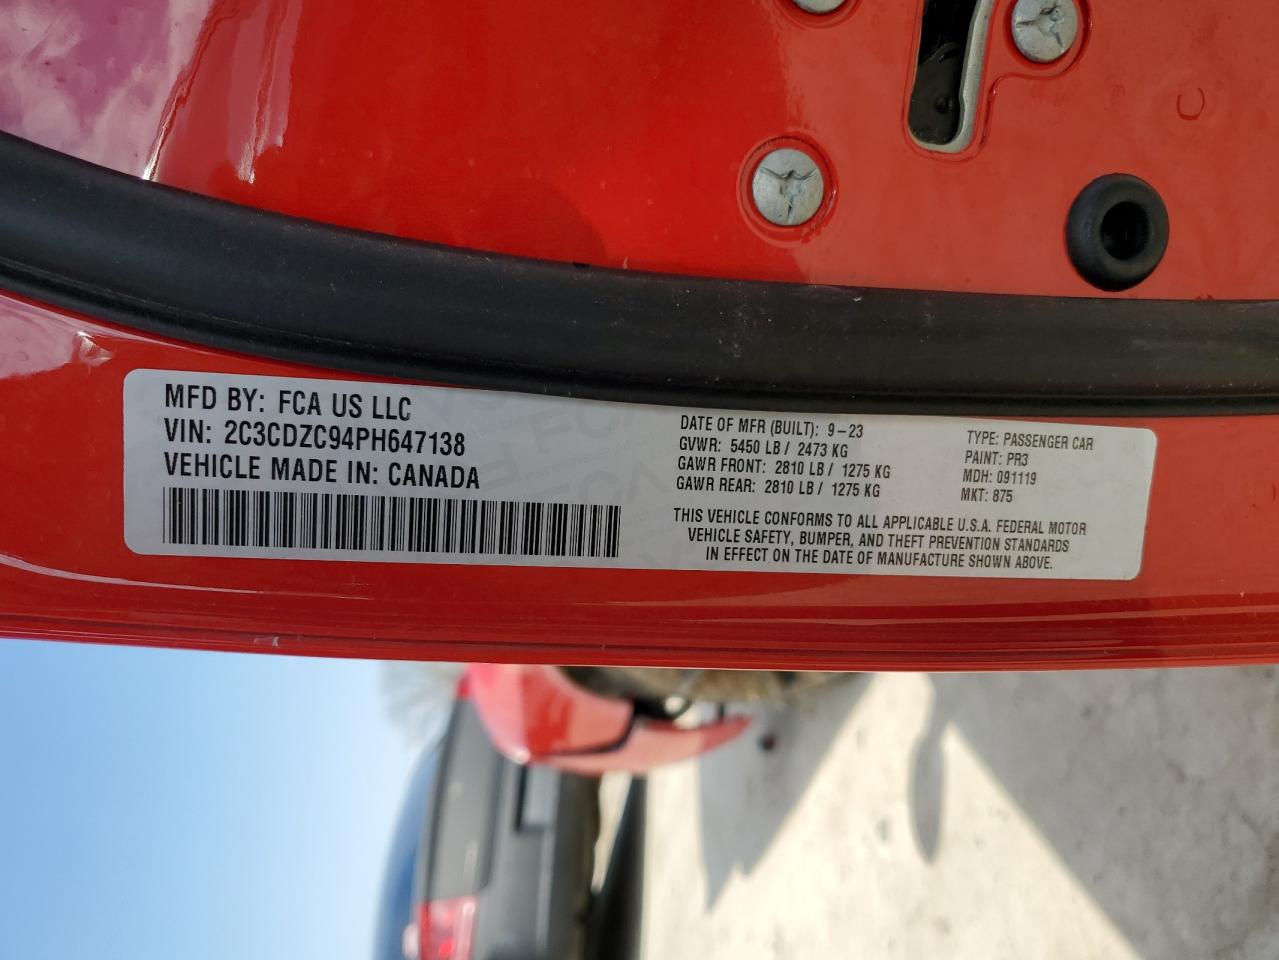 MFD BY: FCA US LLC
VIN: 2C3CDZC94PH647138
VEHICLE MADE IN: CANADA
DATE OF MFR (BUILT): 9-23
GVWR: 5450 LB / 2473 KG
GAWR FRONT: 2810 LB / 1275 KG
GAWR REAR: 2810 LB / 1275 KG
TYPE: PASSENGER CAR
PAINT: PR3
MDH: 091119
MKT: 875
THIS VEHICLE CONFORMS TO ALL APPLICABLE U.S.A. FEDERAL MOTOR
VEHICLE SAFETY, BUMPER, AND THEFT PREVENTION STANDARDS
IN EFFECT ON THE DATE OF MANUFACTURE SHOWN ABOVE.